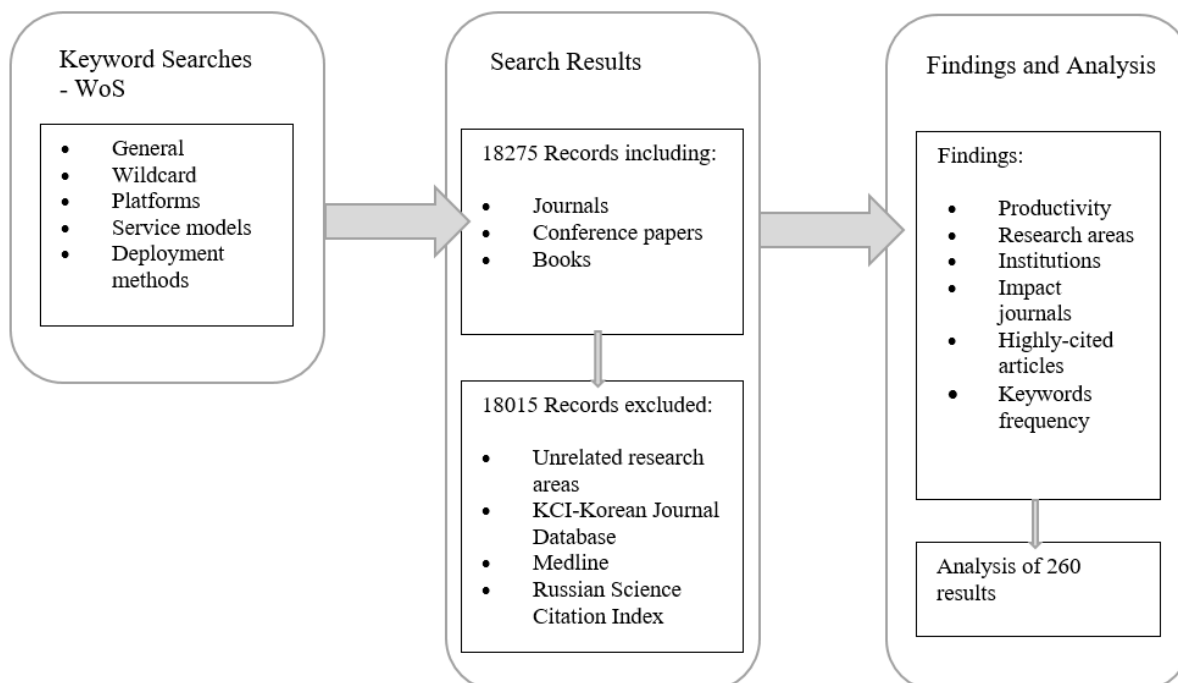 Keyword Searches
- WoS
• General
• Wildcard
• Platforms
• Service models
• Deployment
methods
Search Results
18275 Records including:
• Journals
• Conference papers
• Books
18015 Records excluded:
• Unrelated research
areas
• KCI-Korean Journal
Database
• Medline
• Russian Science
Citation Index
Findings and Analysis
Findings:
• Productivity
• Research areas
• Institutions
• Impact
journals
• Highly-cited
articles
• Keywords
frequency
Analysis of 260
results